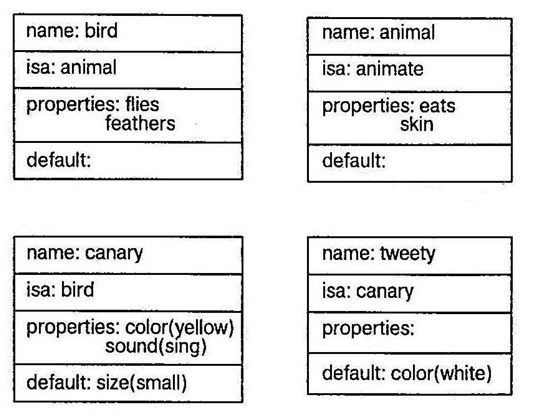 name: bird
isa: animal
properties: flies
feathers
default:
name: animal
isa: animate
properties: eats
skin
default:
name: canary
isa: bird
properties: color(yellow)
sound(sing)
default: size(small)
name: tweety
isa: canary
properties:
default: color(white)